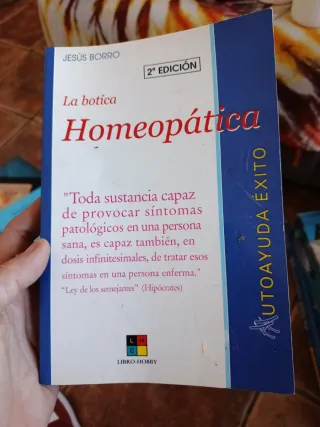 JESÚS BORRO
2ª EDICIÓN
La botica
Homeopática
"Toda sustancia capaz
de provocar síntomas
patológicos en una persona
sana, es capaz también, en
dosis infinitesimales, de tratar esos
síntomas en una persona enferma."
"Ley de los semejantes" (Hipócrates)
L H
C
LIBRO-HOBBY
AUTOAYUDA ÉXITO